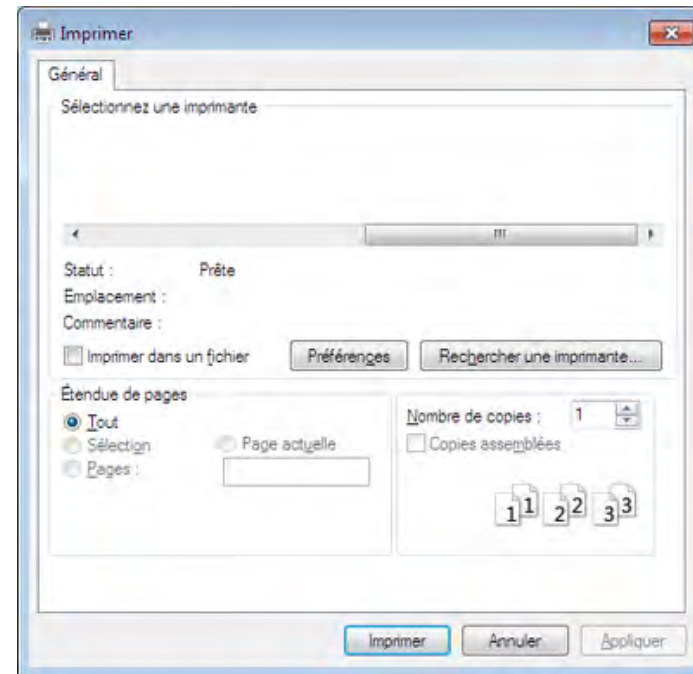 Imprimer
Général
Sélectionnez une imprimante
Statut : Prête
Emplacement :
Commentaire :
Imprimer dans un fichier Préférences Rechercher une imprimante...
Étendue de pages
Tout
Sélection Page actuelle
Pages :
Nombre de copies : 1
Copies assemblées
1 1 2 2 3 3
Imprimer Annuler Appliquer